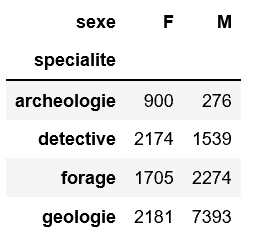 sexe F M
specialite
archeologie 900 276
detective 2174 1539
forage 1705 2274
geologie 2181 7393